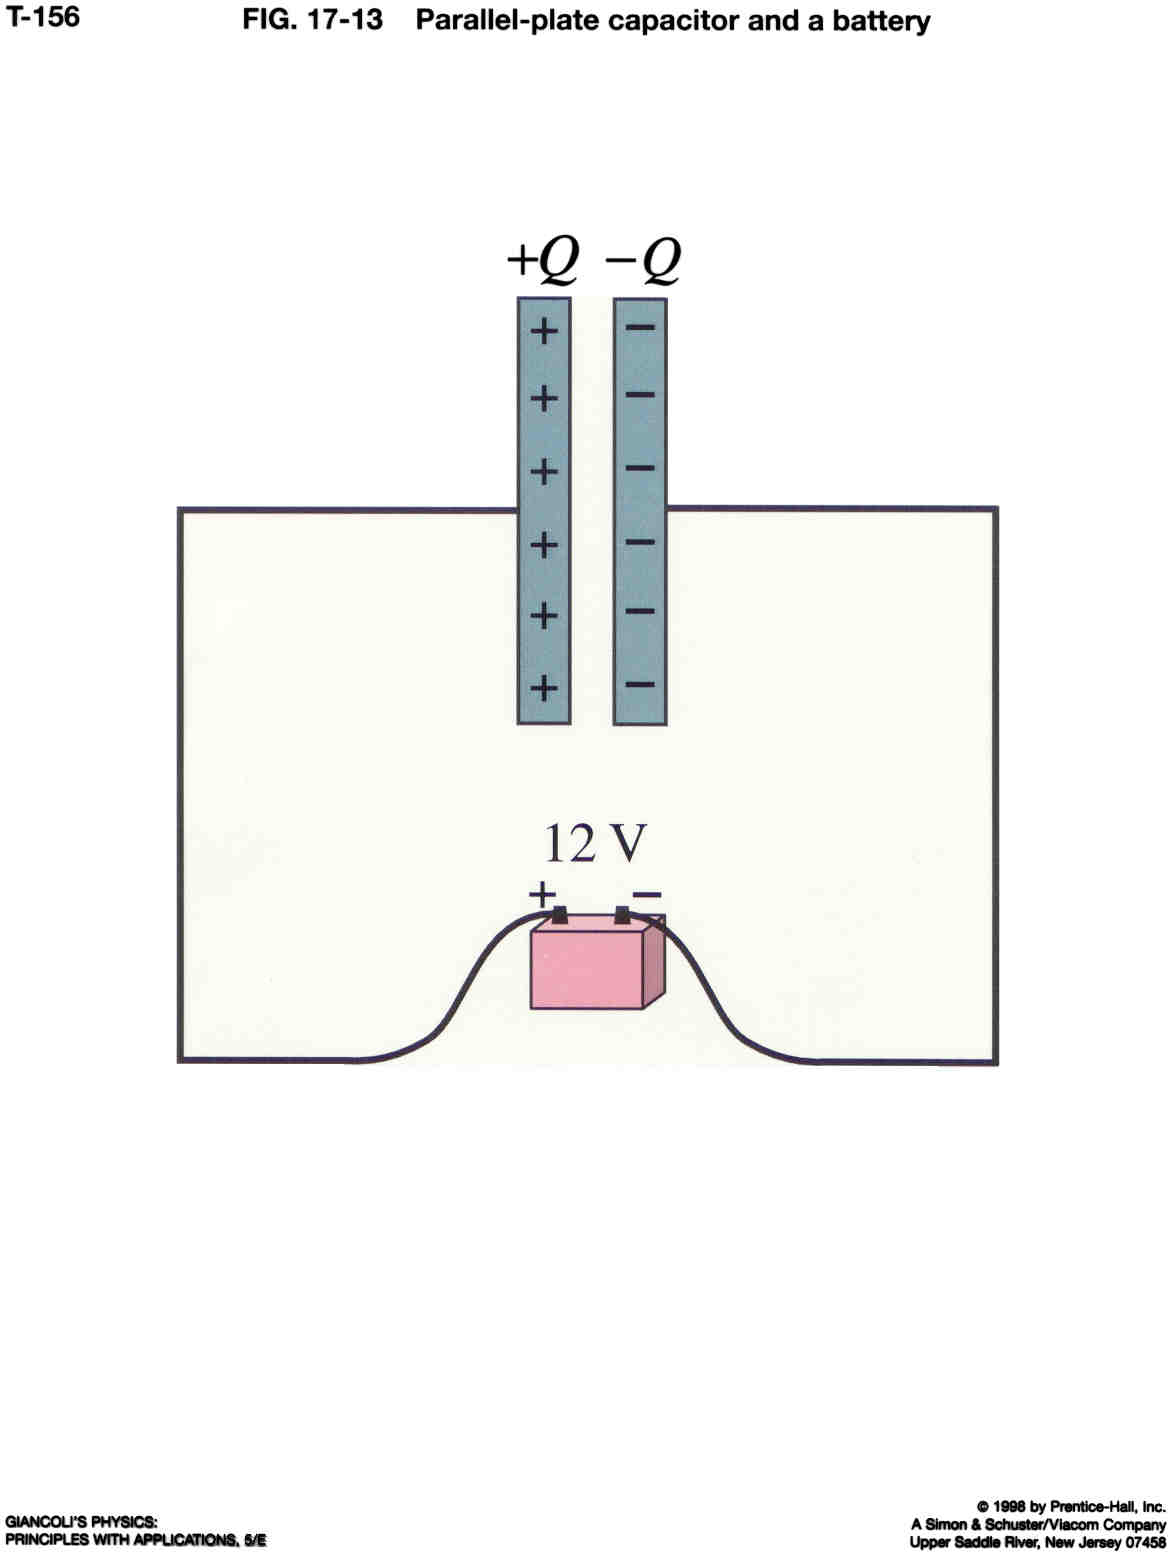 T-156 FIG. 17-13 Parallel-plate capacitor and a battery
+Q −Q
+ −
+ −
+ −
+ −
+ −
+ −
12 V
+ −
GIANCOLI'S PHYSICS:
PRINCIPLES WITH APPLICATIONS, 5/E
© 1998 by Prentice-Hall, Inc.
A Simon & Schuster/Viacom Company
Upper Saddle River, New Jersey 07458